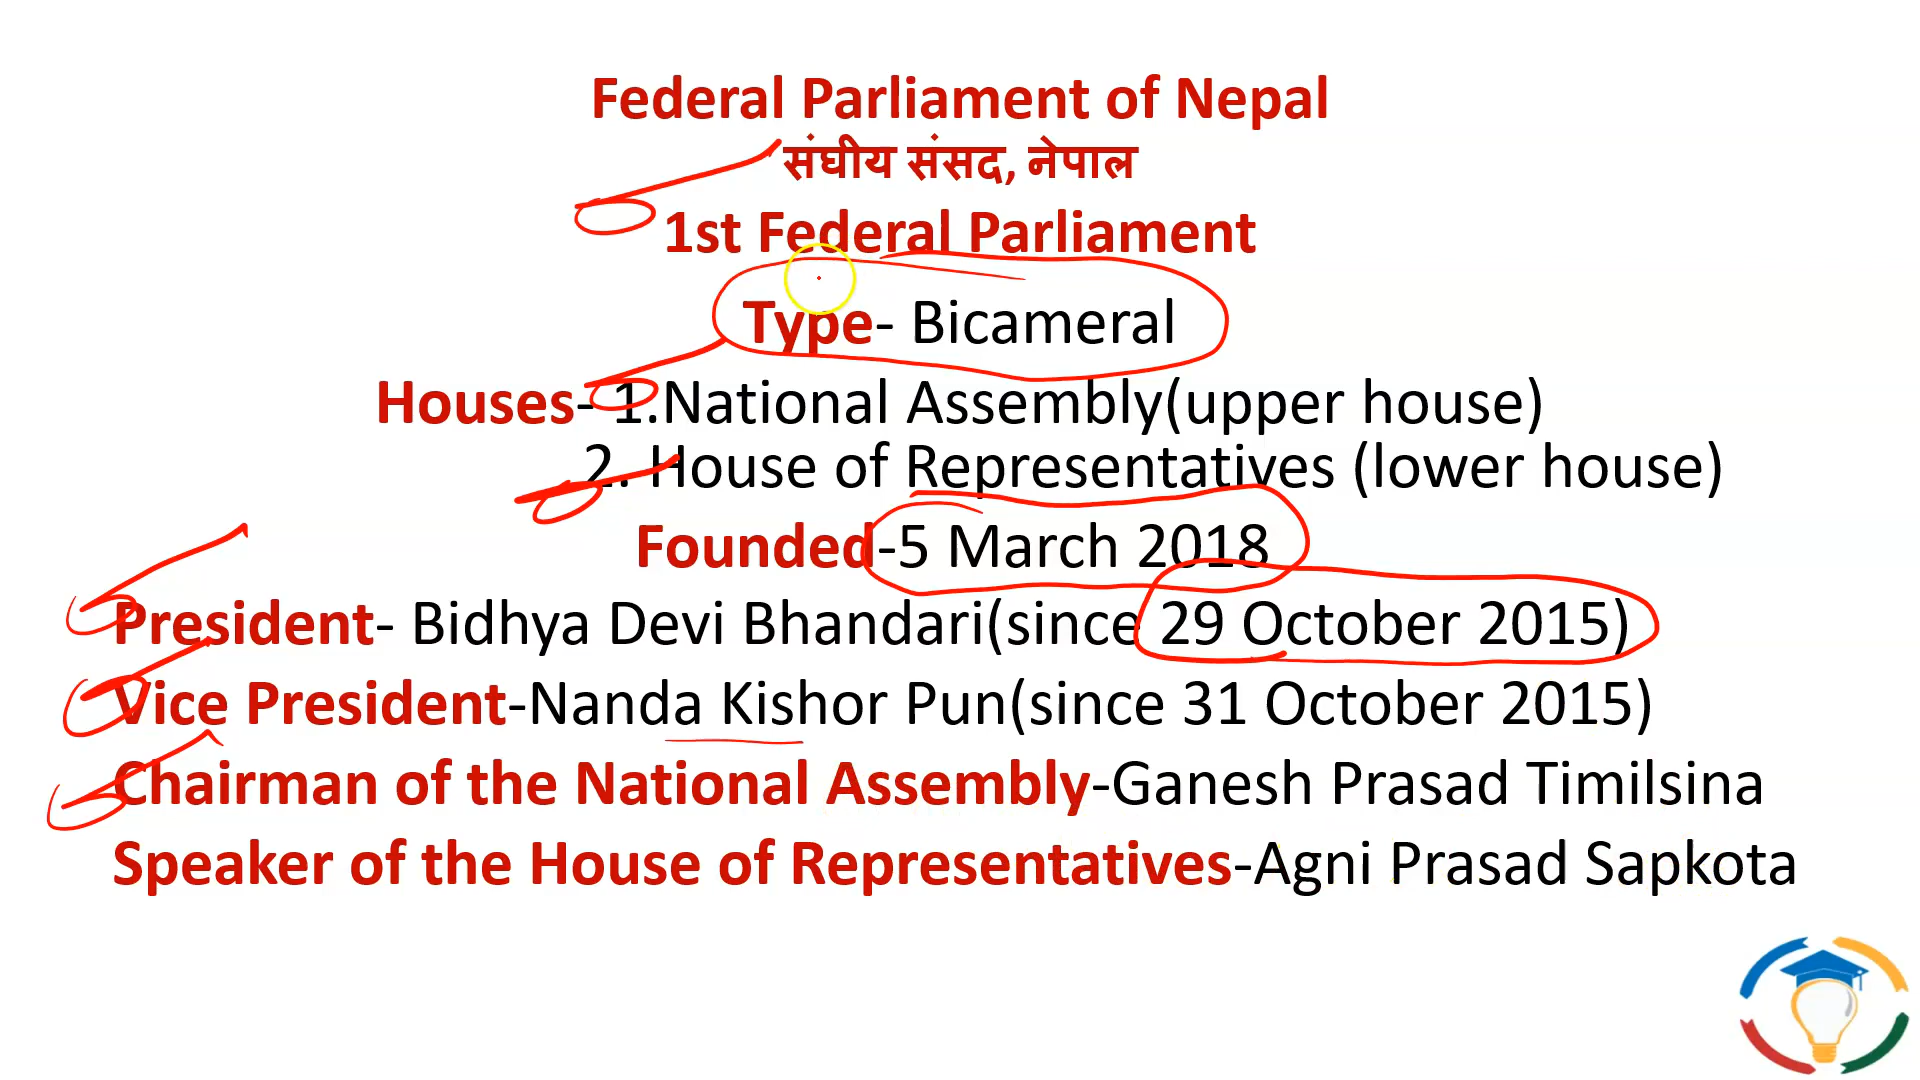 Federal Parliament of Nepal
संघीय संसद, नेपाल
1st Federal Parliament
Type- Bicameral
Houses- 1.National Assembly(upper house)
2. House of Representatives (lower house)
Founded-5 March 2018
President- Bidhya Devi Bhandari(since 29 October 2015)
Vice President-Nanda Kishor Pun(since 31 October 2015)
Chairman of the National Assembly-Ganesh Prasad Timilsina
Speaker of the House of Representatives-Agni Prasad Sapkota